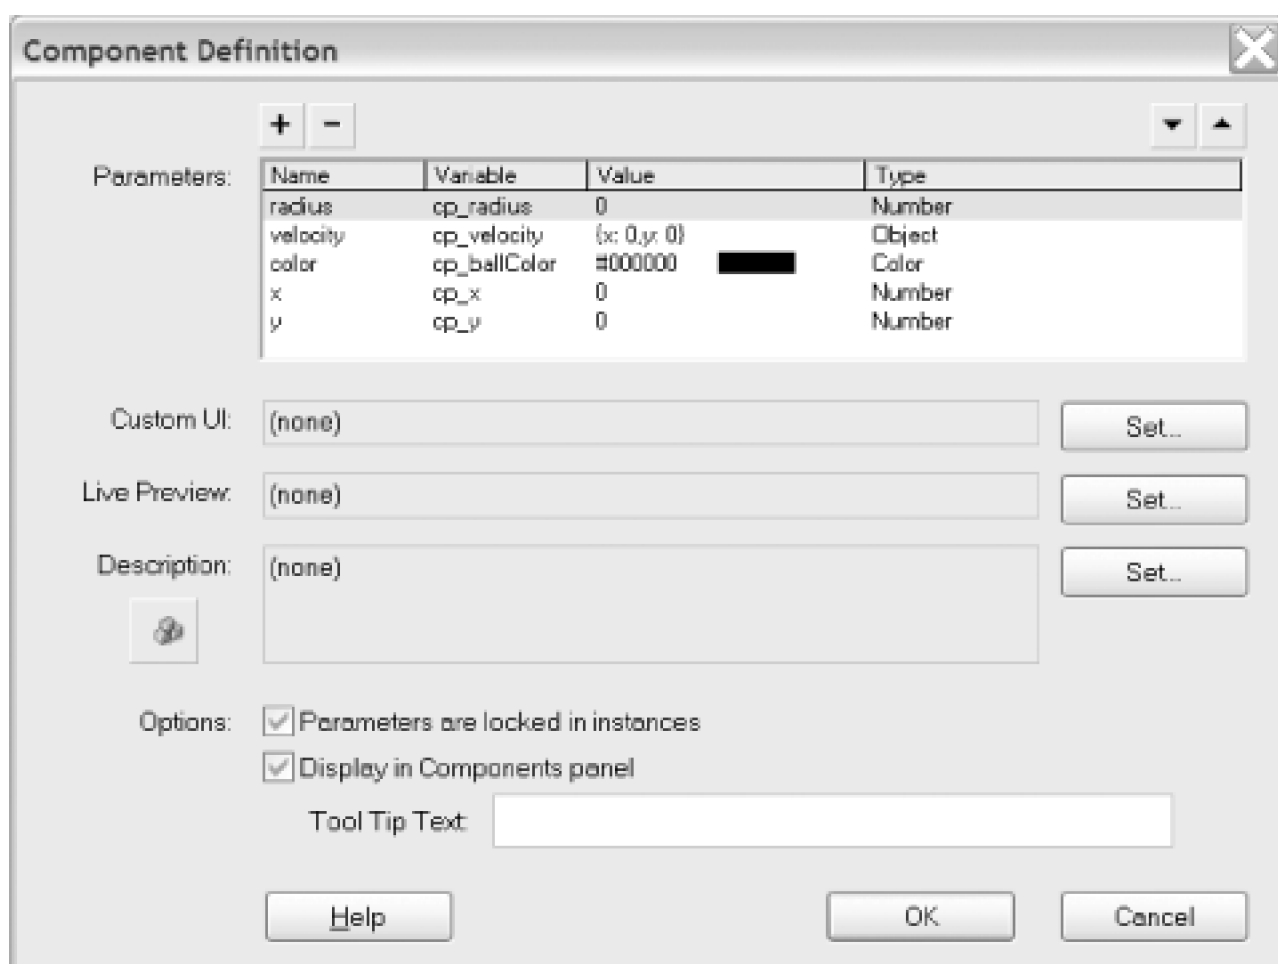 Component Definition
+ −
Parameters:
Name Variable Value Type
radius cp_radius 0 Number
velocity cp_velocity {x: 0,y: 0} Object
color cp_ballColor #000000 Color
x cp_x 0 Number
y cp_y 0 Number
Custom UI: (none) Set...
Live Preview: (none) Set...
Description: (none) Set...
Options: Parameters are locked in instances
Display in Components panel
Tool Tip Text:
Help OK Cancel